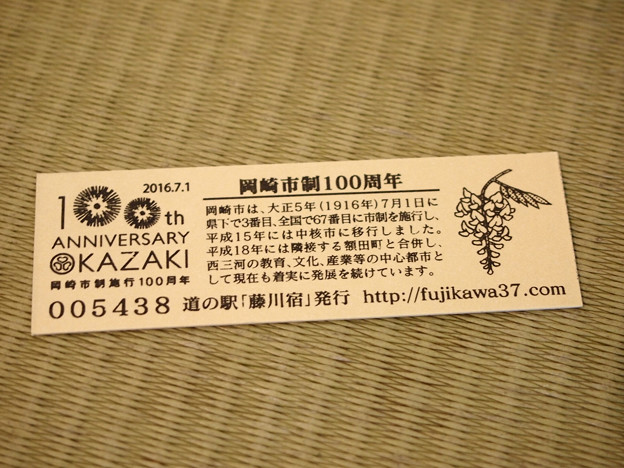 100th
2016.7.1
ANNIVERSARY
OKAZAKI
岡崎市制施行100周年
岡崎市制100周年
岡崎市は、大正5年(1916年)7月1日に
県下で3番目、全国で67番目に市制を施行し、
平成15年には中核市に移行しました。
平成18年には隣接する額田町と合併し、
西三河の教育、文化、産業等の中心都市と
して現在も着実に発展を続けています。
005438 道の駅「藤川宿」発行 http://fujikawa37.com